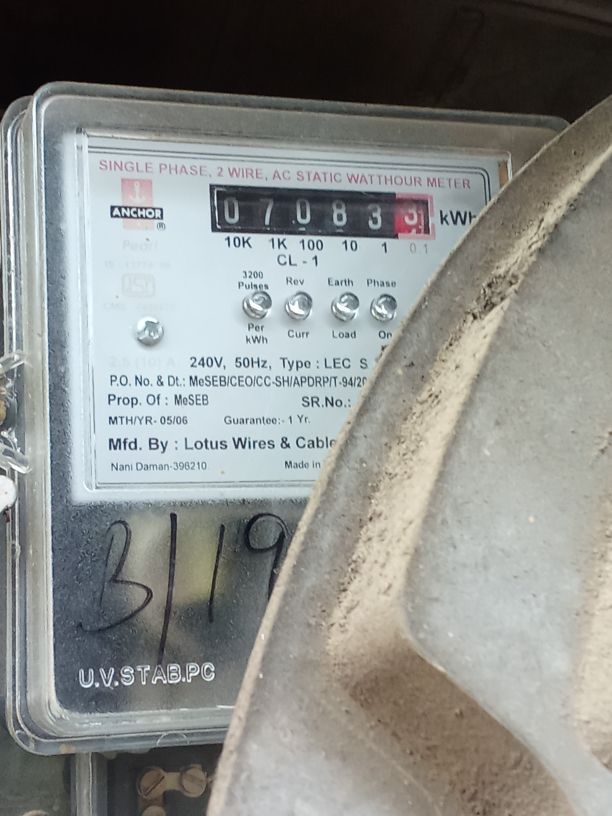 SINGLE PHASE, 2 WIRE, AC STATIC WATTHOUR METER
ANCHOR
®
Pearl
0 7 0 8 3 3 kWh
10K 1K 100 10 1 0.1
CL - 1
3200 Pulses Per kWh
Rev Curr
Earth Load
Phase On
240V, 50Hz, Type : LEC S
P.O. No. & Dt.: MeSEB/CEO/CC-SH/APDRP/T-94/20
Prop. Of : MeSEB SR.No.:
MTH/YR- 05/06 Guarantee:- 1 Yr.
Mfd. By : Lotus Wires & Cable
Nani Daman-396210. Made in
B/19
U.V.STAB.PC